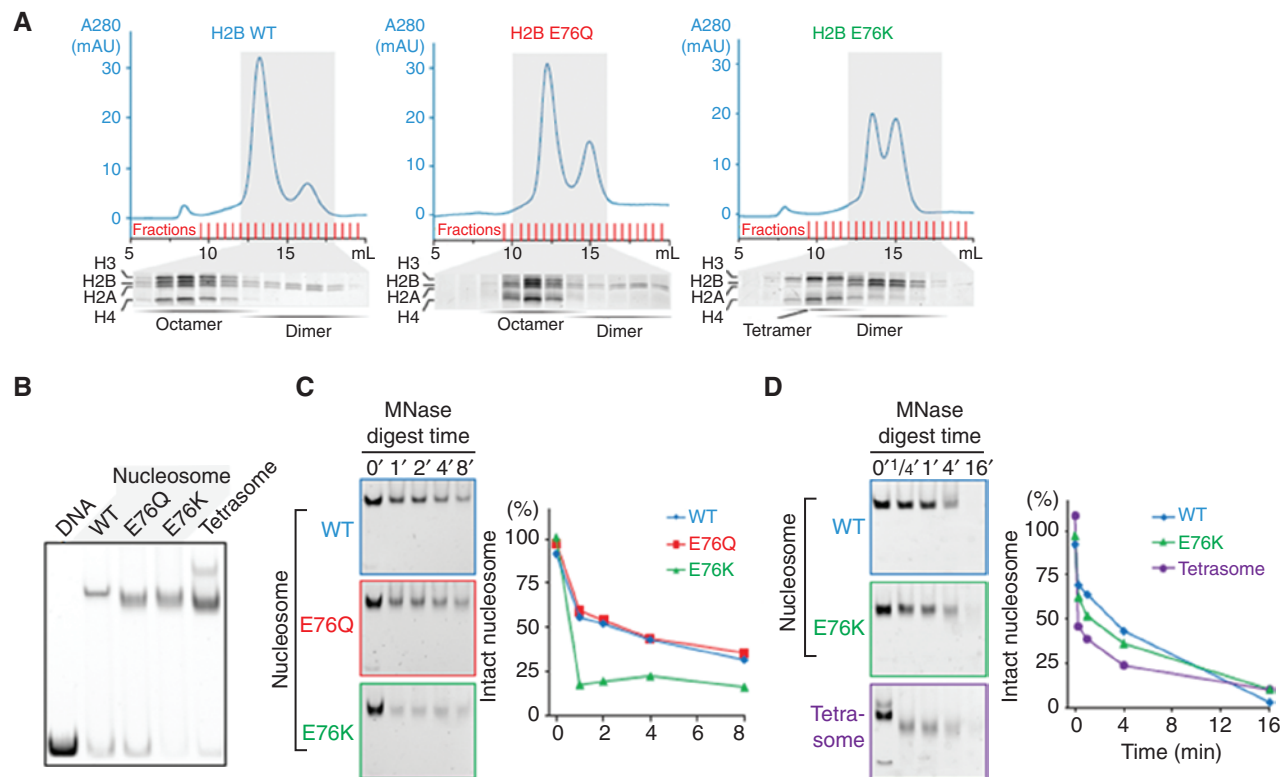 A
A280
(mAU)
H2B WT
30
20
10
0
Fractions
5 10 15 mL
H3
H2B
H2A
H4
Octamer
Dimer
A280
(mAU)
H2B E76Q
30
20
10
0
Fractions
5 10 15 mL
H3
H2B
H2A
H4
Octamer
Dimer
A280
(mAU)
H2B E76K
30
20
10
0
Fractions
5 10 15 mL
H3
H2B
H2A
H4
Tetramer
Dimer
B
Nucleosome
DNA
WT
E76Q
E76K
Tetrasome
C
MNase
digest time
0′ 1′ 2′ 4′ 8′
Nucleosome
WT
E76Q
E76K
(%)
100
75
50
25
0
Intact nucleosome
0 2 4 6 8
WT
E76Q
E76K
D
MNase
digest time
0′ 1/4′ 1′ 4′ 16′
Nucleosome
WT
E76K
Tetra-
some
(%)
100
75
50
25
0
Intact nucleosome
0 4 8 12 16
Time (min)
WT
E76K
Tetrasome